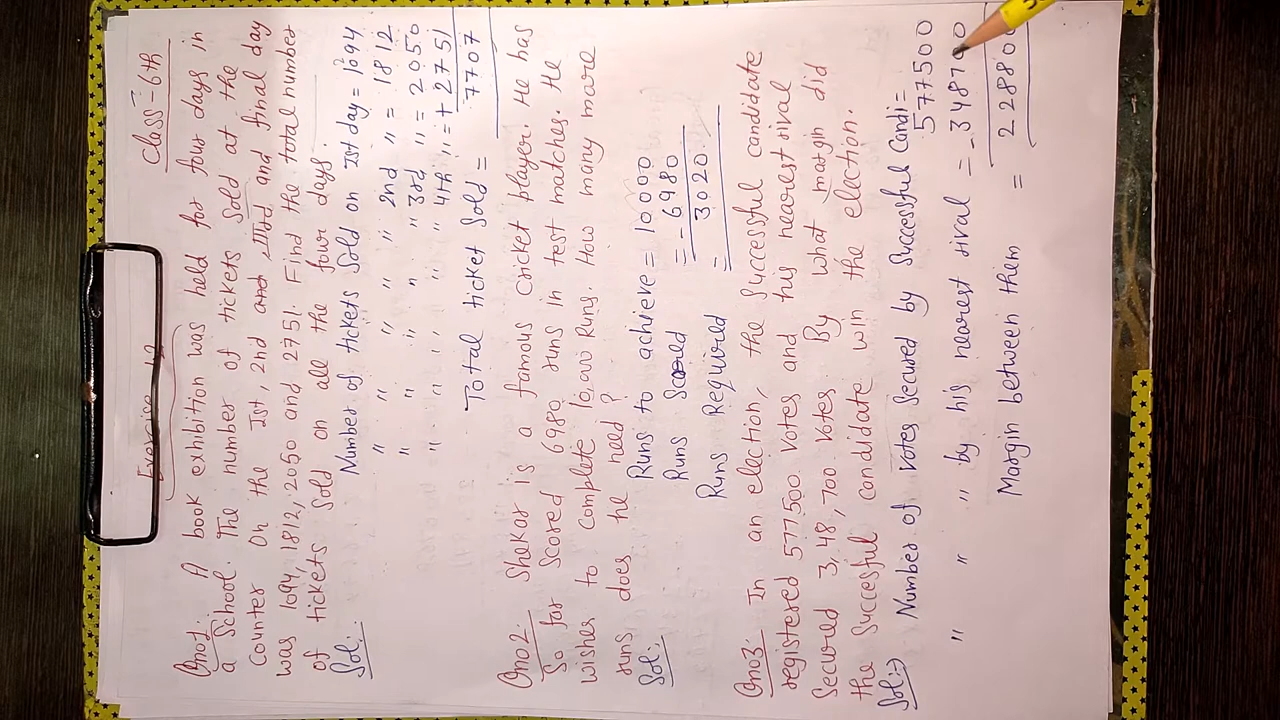 Class-6th
Exercise 1.2
Qno1. A book exhibition was held for four days in
a School. The number of tickets Sold at the
Counter On the Ist, 2nd and IIIrd and final day
was 1094, 1812, 2050 and 2751. Find the total number
of tickets Sold on all the four days.
Sol:- Number of tickets Sold on Ist day = 1094
" " " " " 2nd " = 1812
" " " " " 3rd " = 2050
" " " " " 4th " = + 2751
Total ticket Sold = 7707
Qno2. Shekar is a famous Cricket player. He has
So far Scored 6980 runs in test matches. He
wishes to Complete 10,000 Runs. How many more
runs does he need ?
Sol:- Runs to achieve = 10000
Runs Scored = - 6980
Runs Required = 3020
Qno3. In an election, the Successful candidate
registered 577500 Votes and his nearest rival
Secured 3,48,700 Votes. By what margin did
the Succesful Candidate win the election.
Sol:-) Number of votes Secured by Successful Candi =
577500
" " " by his nearest rival = - 348700
Margin between them = 228800